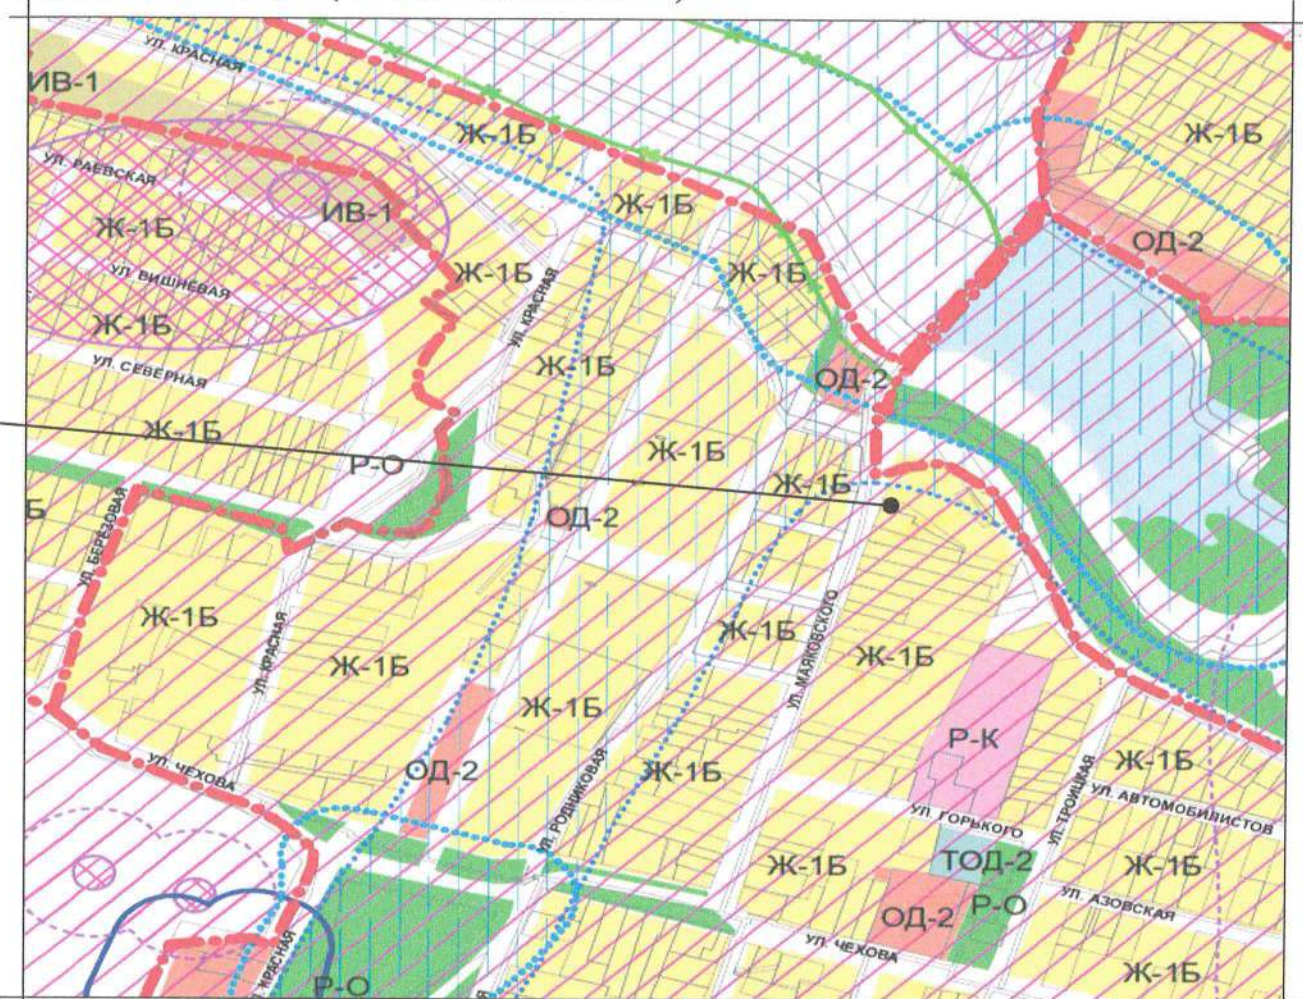 УЛ. КРАСНАЯ
ИВ-1
Ж-1Б
Ж-1Б
УЛ. РАЕВСКАЯ
Ж-1Б
ИВ-1
Ж-1Б
ОД-2
УЛ. ВИШНЁВАЯ
Ж-1Б
Ж-1Б
УЛ. КРАСНАЯ
Ж-1Б
Ж-1Б
УЛ. СЕВЕРНАЯ
ОД-2
Ж-1Б
Ж-1Б
Р-О
Ж-1Б
Б
ОД-2
УЛ. БЕРЁЗОВАЯ
Ж-1Б
УЛ. КРАСНАЯ
Ж-1Б
Ж-1Б
УЛ. МАЯКОВСКОГО
Ж-1Б
Ж-1Б
Р-К
УЛ. ЧЕХОВА
ОД-2
УЛ. РОДНИКОВАЯ
Ж-1Б
УЛ. ТРОИЦКАЯ
Ж-1Б
УЛ. АВТОМОБИЛИСТОВ
УЛ. ГОРЬКОГО
Ж-1Б
ТОД-2
Ж-1Б
ОД-2
Р-О
УЛ. АЗОВСКАЯ
УЛ. ЧЕХОВА
КРАСНАЯ
Р-О
Ж-1Б